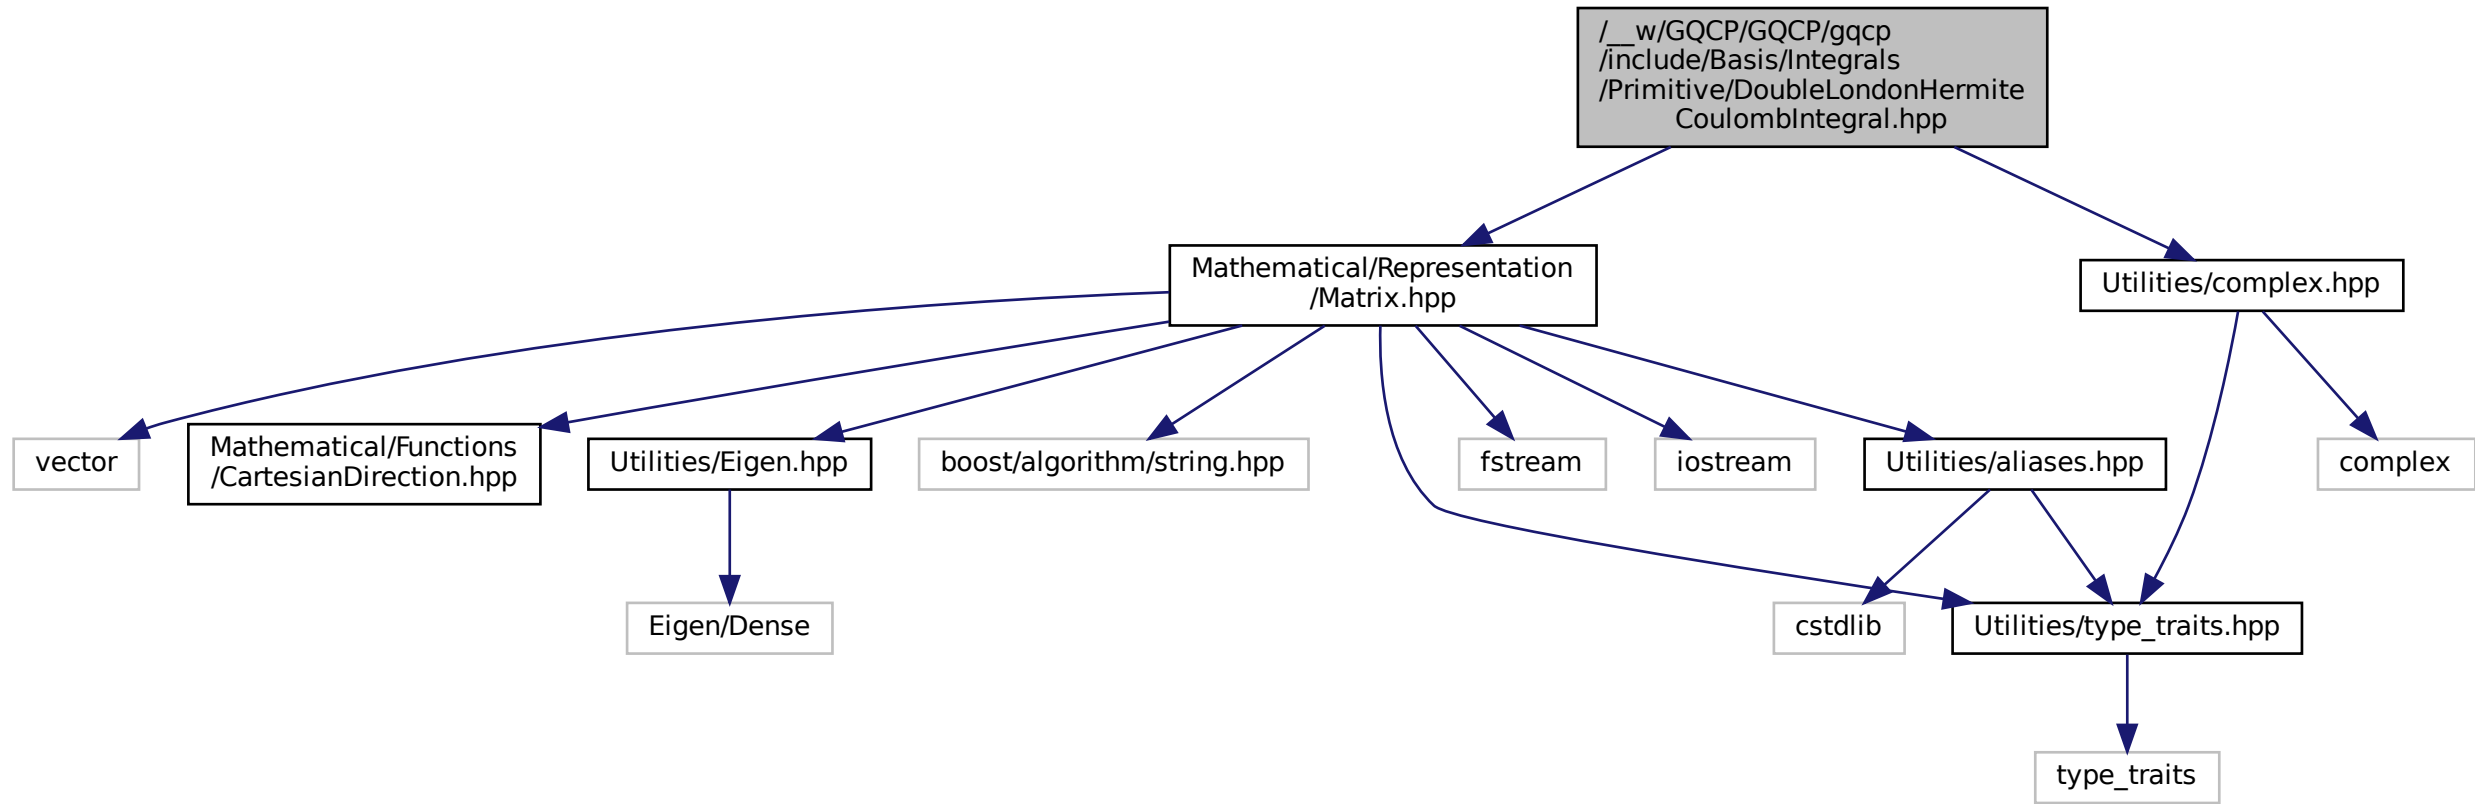 /__w/GQCP/GQCP/gqcp
/include/Basis/Integrals
/Primitive/DoubleLondonHermite
CoulombIntegral.hpp
Mathematical/Representation
/Matrix.hpp
Utilities/complex.hpp
vector
Mathematical/Functions
/CartesianDirection.hpp
Utilities/Eigen.hpp
boost/algorithm/string.hpp
fstream
iostream
Utilities/aliases.hpp
complex
Eigen/Dense
cstdlib
Utilities/type_traits.hpp
type_traits